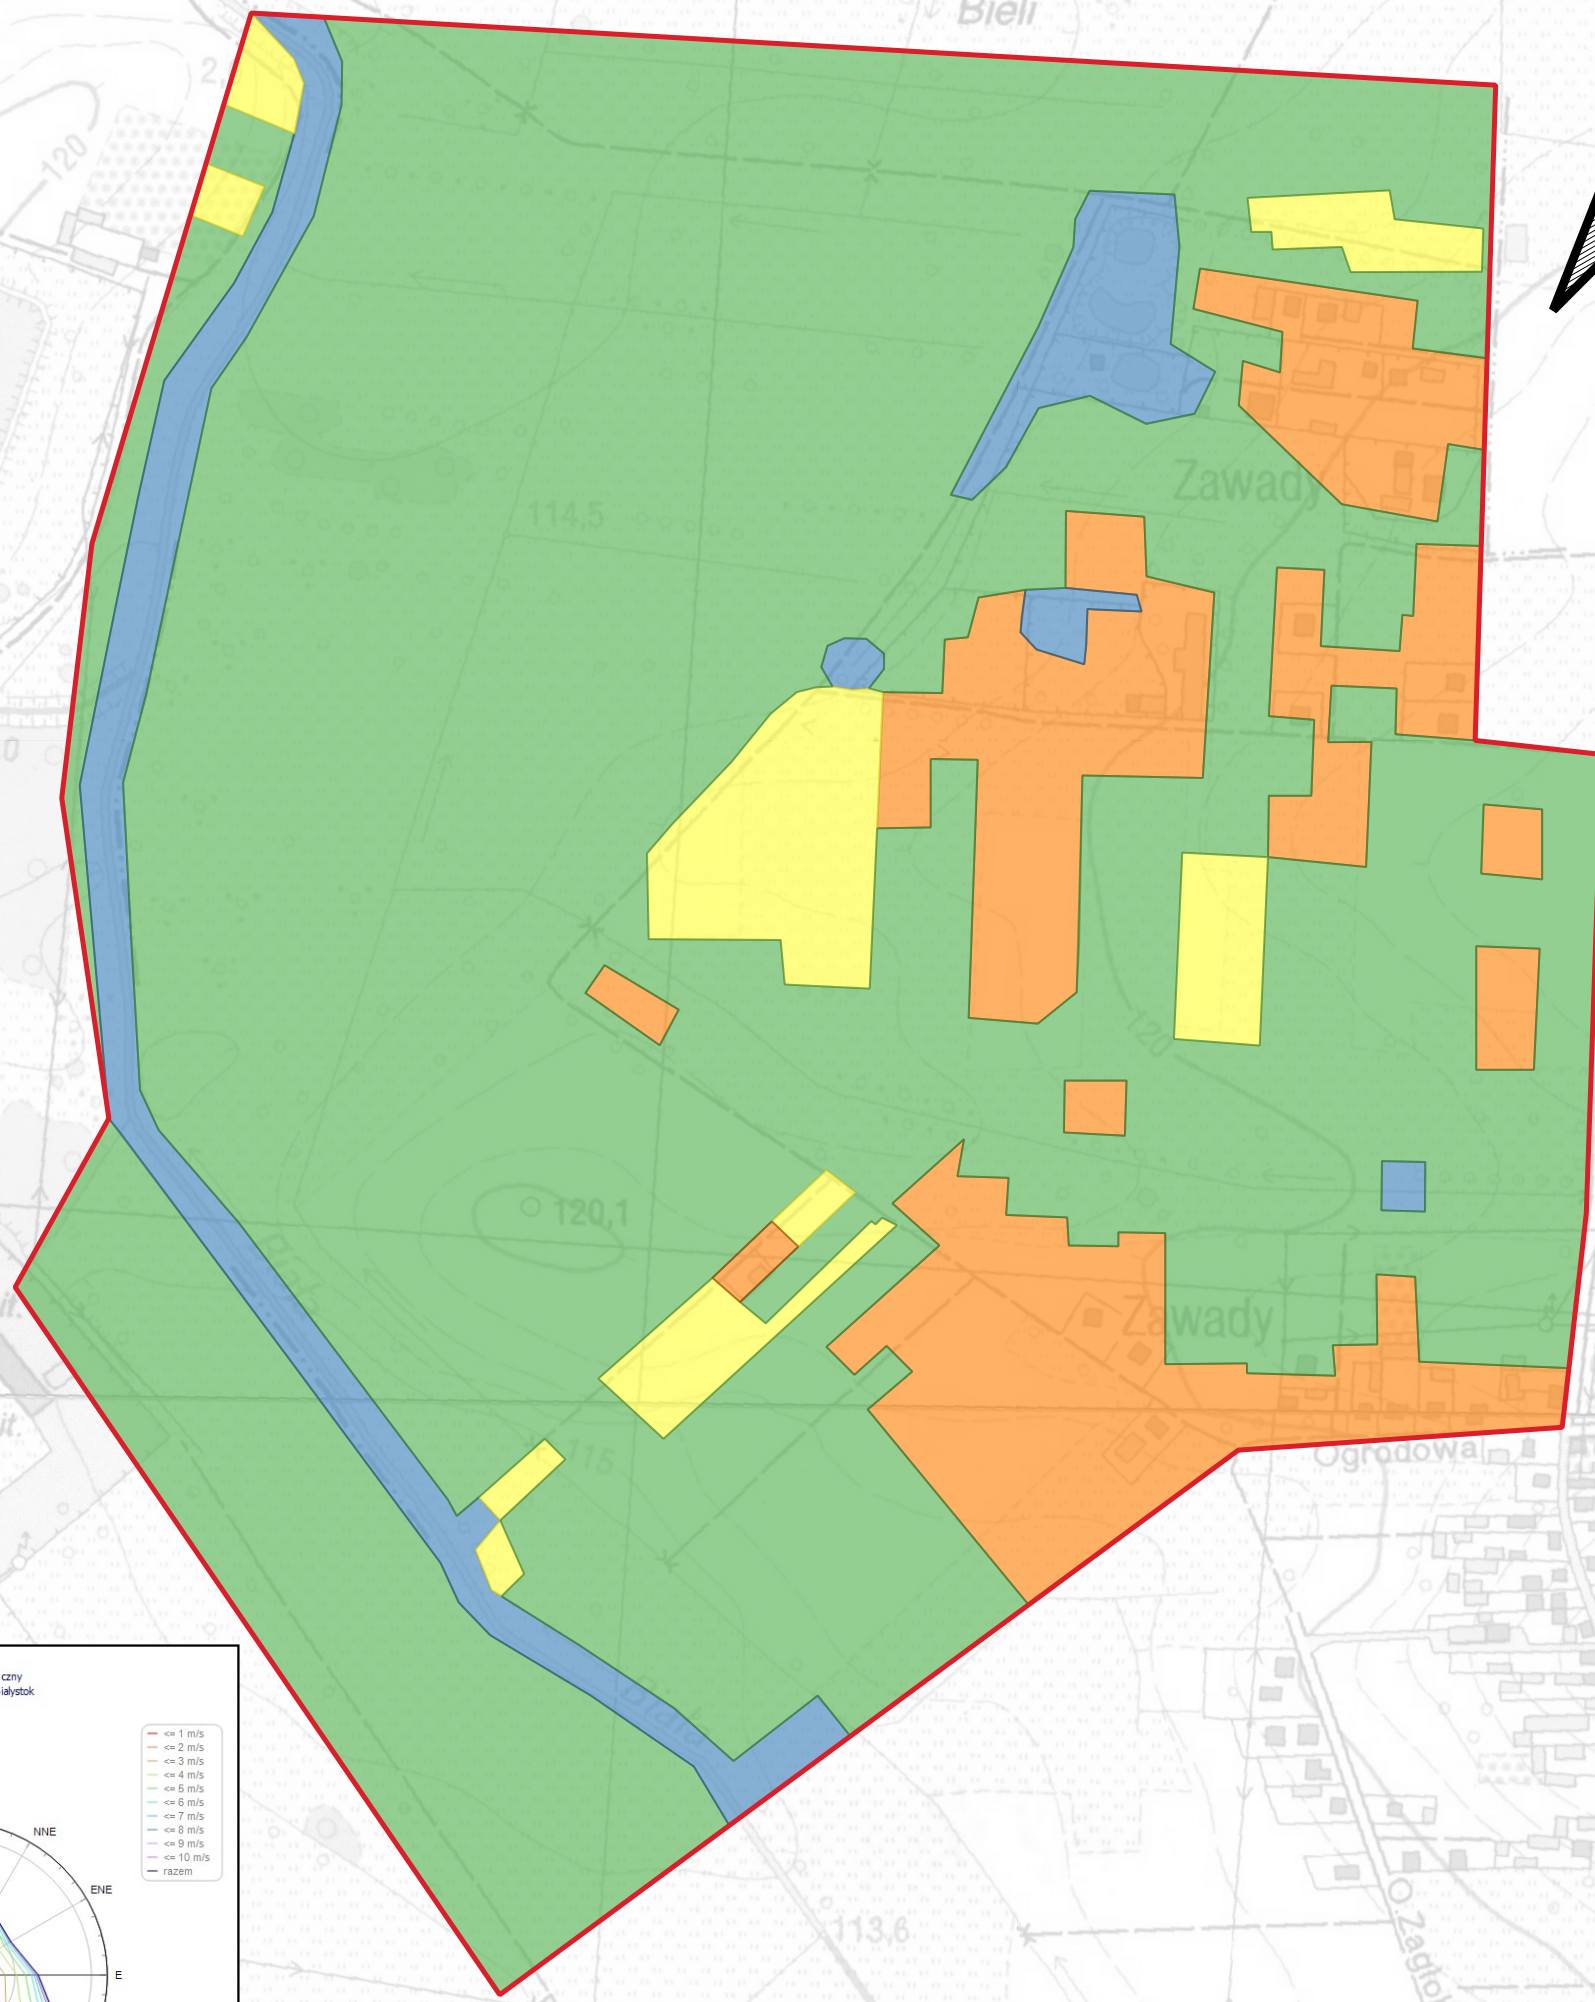 Bieli
120
114,5
Zawady
0
120
120,1
Zawady
115
Ogrodowa
czny
iałystok
<= 1 m/s
<= 2 m/s
<= 3 m/s
<= 4 m/s
<= 5 m/s
<= 6 m/s
<= 7 m/s
<= 8 m/s
<= 9 m/s
<= 10 m/s
razem
NNE
ENE
E
113,6